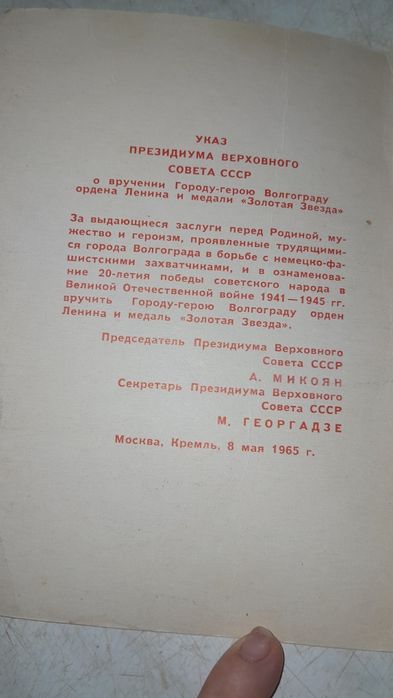 УКАЗ
ПРЕЗИДИУМА ВЕРХОВНОГО
СОВЕТА СССР
о вручении Городу-герою Волгограду
ордена Ленина и медали «Золотая Звезда»
За выдающиеся заслуги перед Родиной, му-
жество и героизм, проявленные трудящими-
ся города Волгограда в борьбе с немецко-фа-
шистскими захватчиками, и в ознаменова-
ние 20-летия победы советского народа в
Великой Отечественной войне 1941—1945 гг.
вручить Городу-герою Волгограду орден
Ленина и медаль «Золотая Звезда».
Председатель Президиума Верховного
Совета СССР
А. МИКОЯН
Секретарь Президиума Верховного
Совета СССР
М. ГЕОРГАДЗЕ
Москва, Кремль, 8 мая 1965 г.